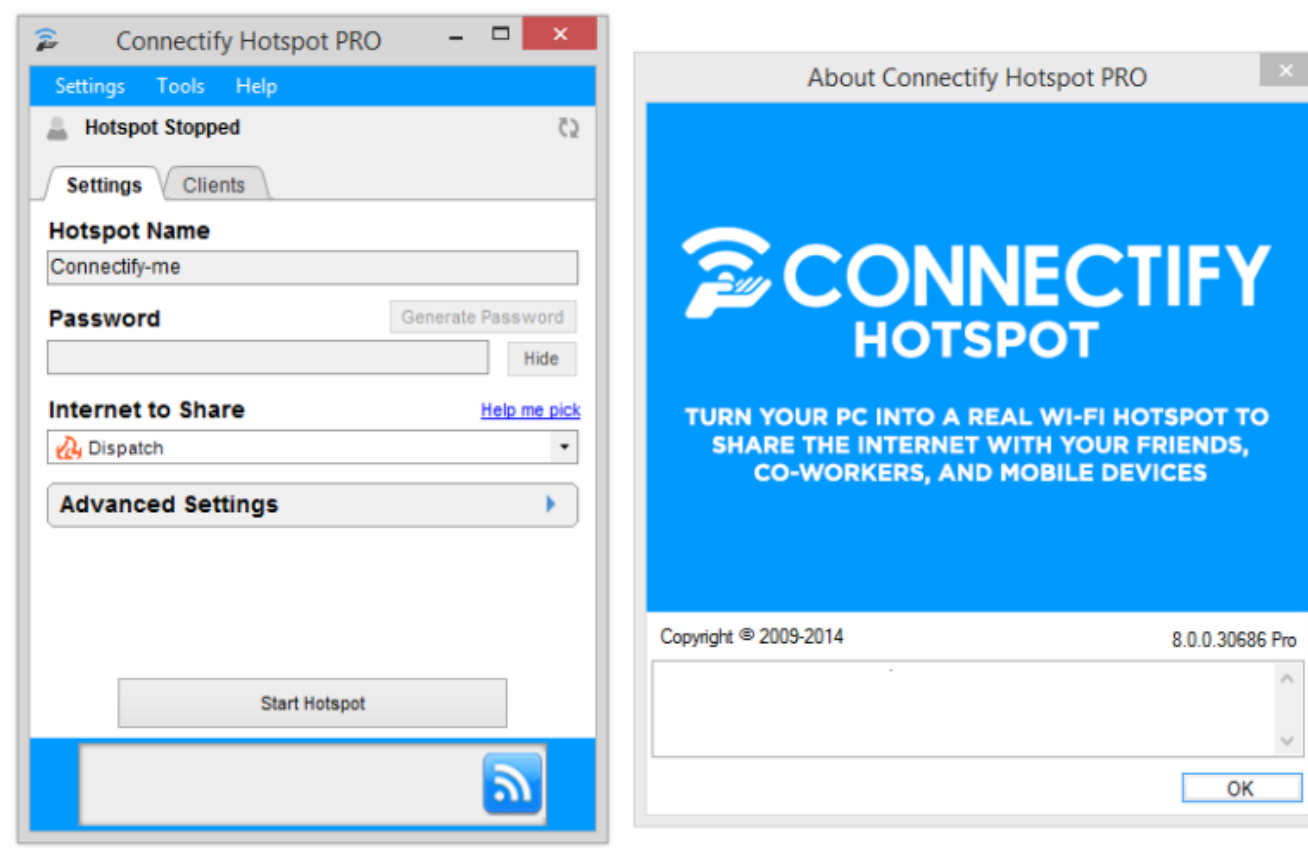 Connectify Hotspot PRO
Settings Tools Help
Hotspot Stopped
Settings Clients
Hotspot Name
Connectify-me
Password Generate Password
Hide
Internet to Share Help me pick
Dispatch
Advanced Settings
Start Hotspot
About Connectify Hotspot PRO
CONNECTIFY
HOTSPOT
TURN YOUR PC INTO A REAL WI-FI HOTSPOT TO
SHARE THE INTERNET WITH YOUR FRIENDS,
CO-WORKERS, AND MOBILE DEVICES
Copyright © 2009-2014 8.0.0.30686 Pro
OK